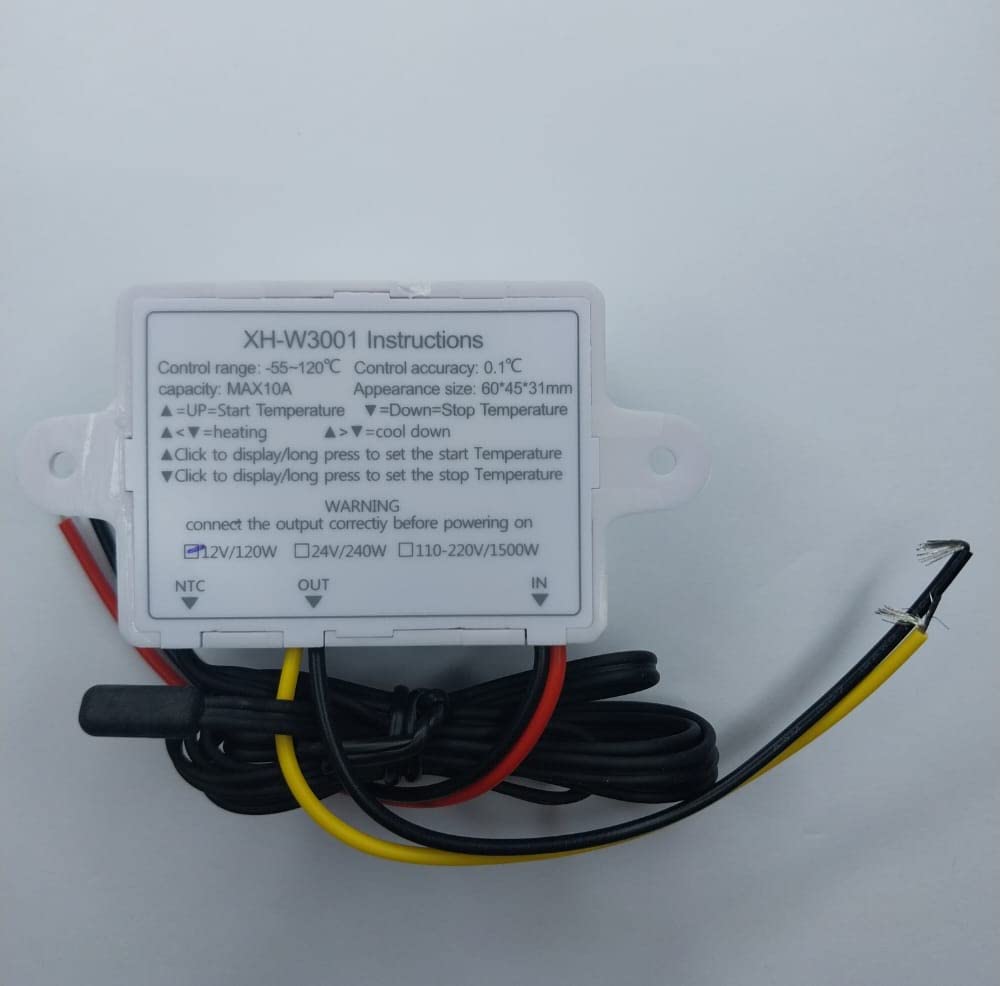 XH-W3001 Instructions
Control range: -55~120℃ Control accuracy: 0.1℃
capacity: MAX10A Appearance size: 60*45*31mm
▲=UP=Start Temperature ▼=Down=Stop Temperature
▲<▼=heating ▲>▼=cool down
▲Click to display/long press to set the start Temperature
▼Click to display/long press to set the stop Temperature
WARNING
connect the output correctiy before powering on
☑12V/120W ☐24V/240W ☐110-220V/1500W
NTC OUT IN
▼ ▼ ▼